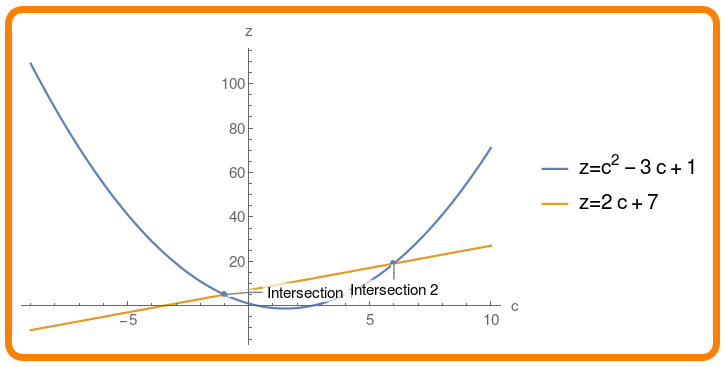 z
100
80
60
40
20
Intersection
Intersection 2
−5
5
10
c
z=c² − 3 c + 1
z=2 c + 7